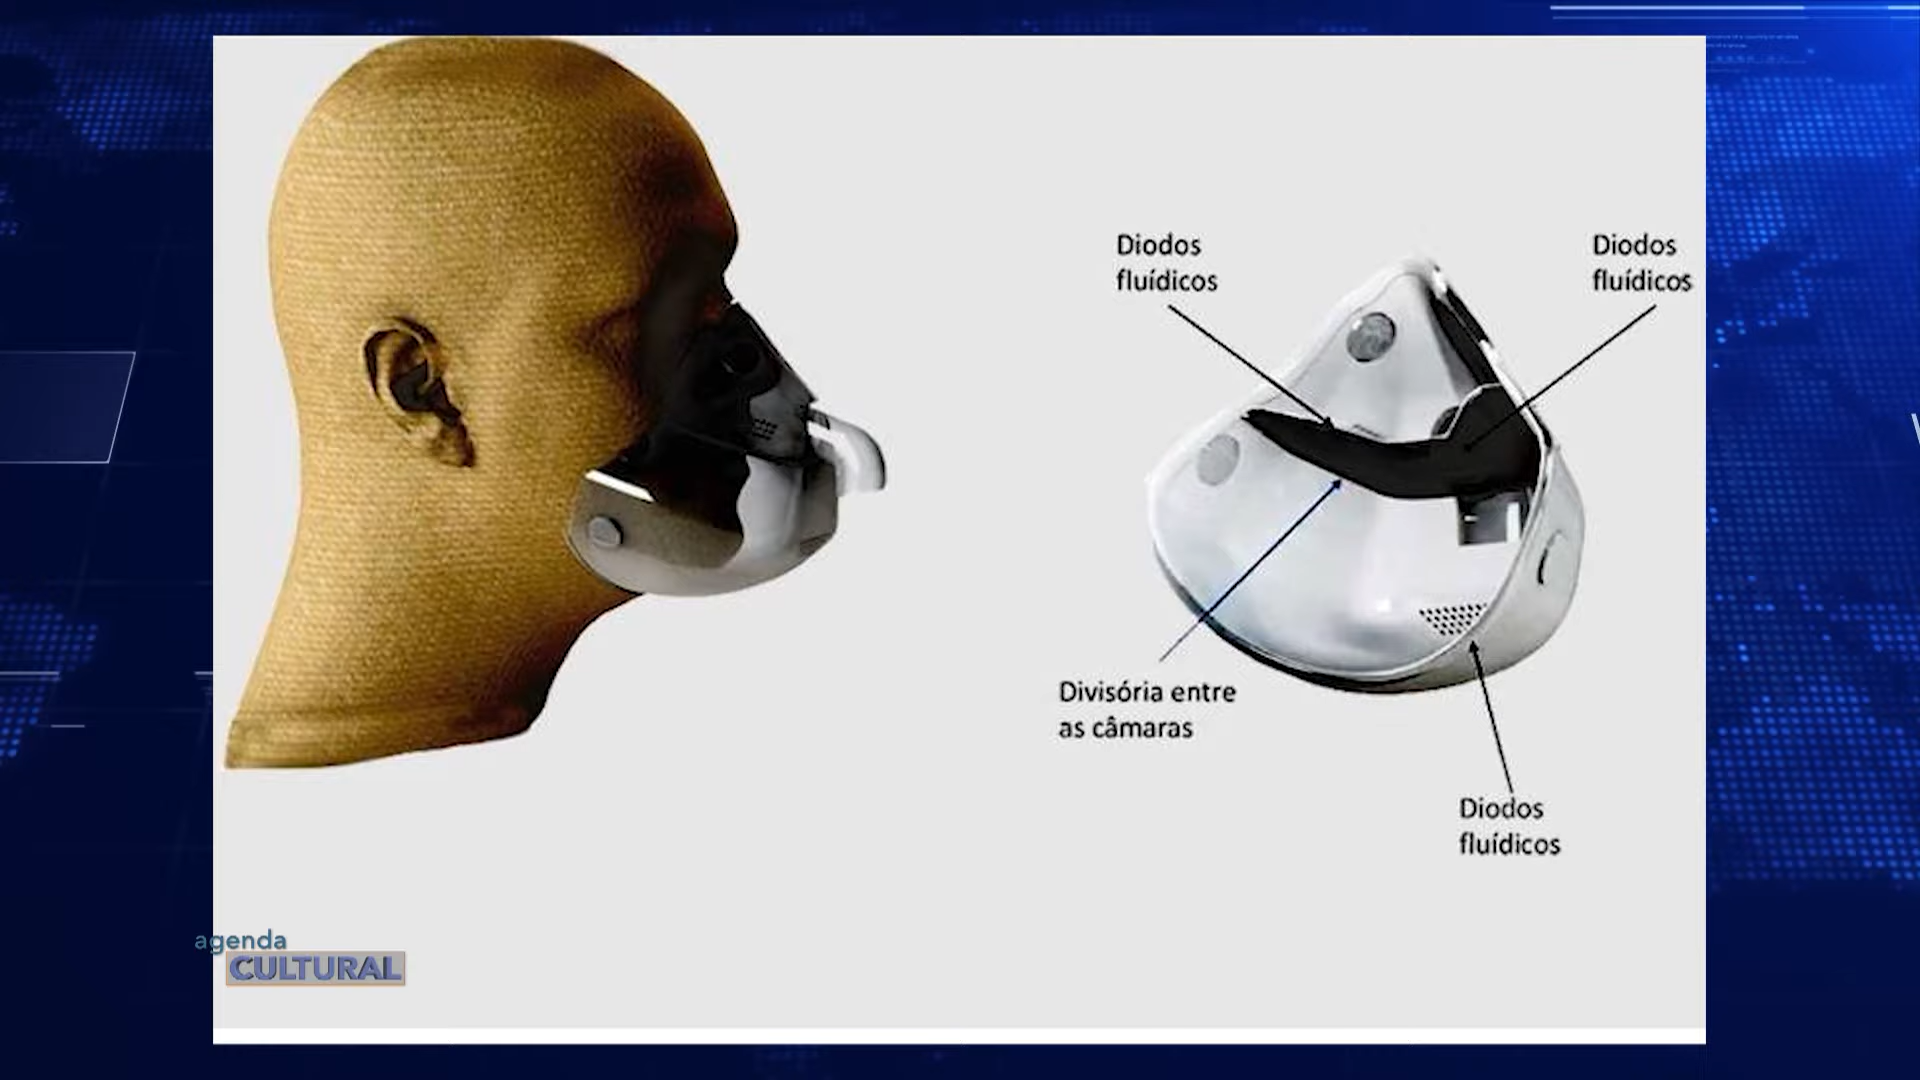 Diodos
fluídicos
Diodos
fluídicos
Divisória entre
as câmaras
Diodos
fluídicos
agenda
CULTURAL